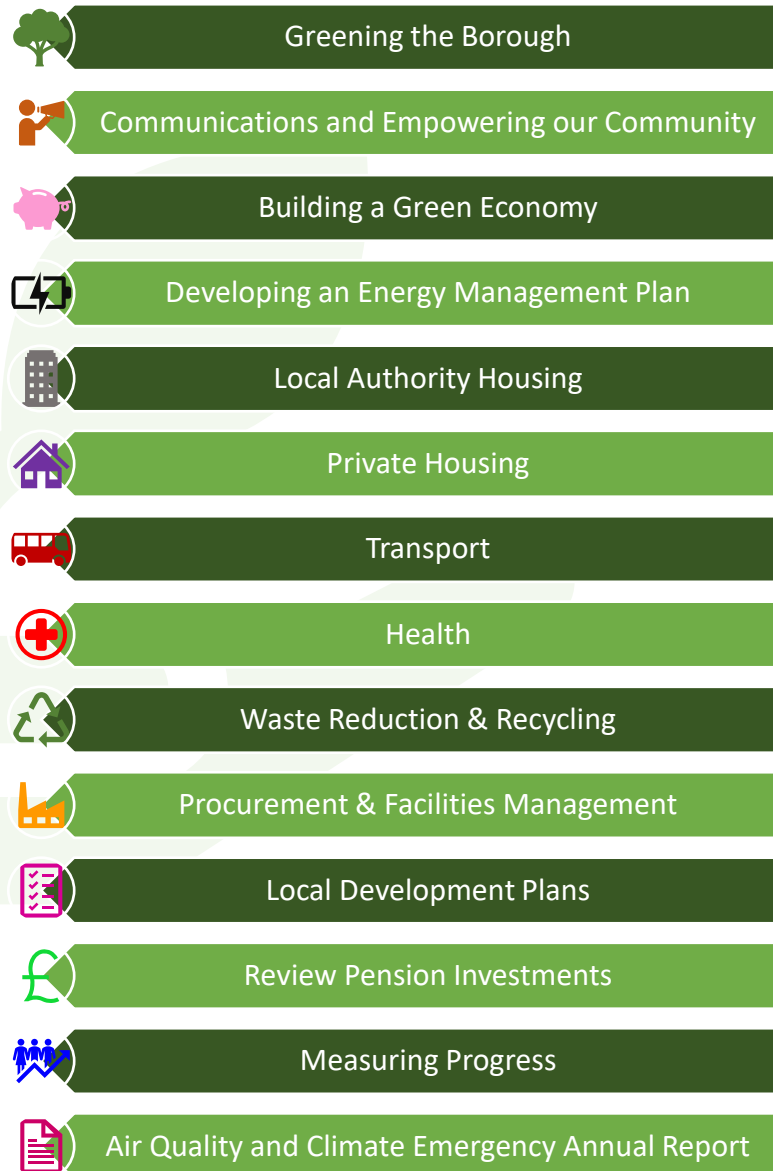 Greening the Borough
Communications and Empowering our Community
Building a Green Economy
Developing an Energy Management Plan
Local Authority Housing
Private Housing
Transport
Health
Waste Reduction & Recycling
Procurement & Facilities Management
Local Development Plans
Review Pension Investments
Measuring Progress
Air Quality and Climate Emergency Annual Report